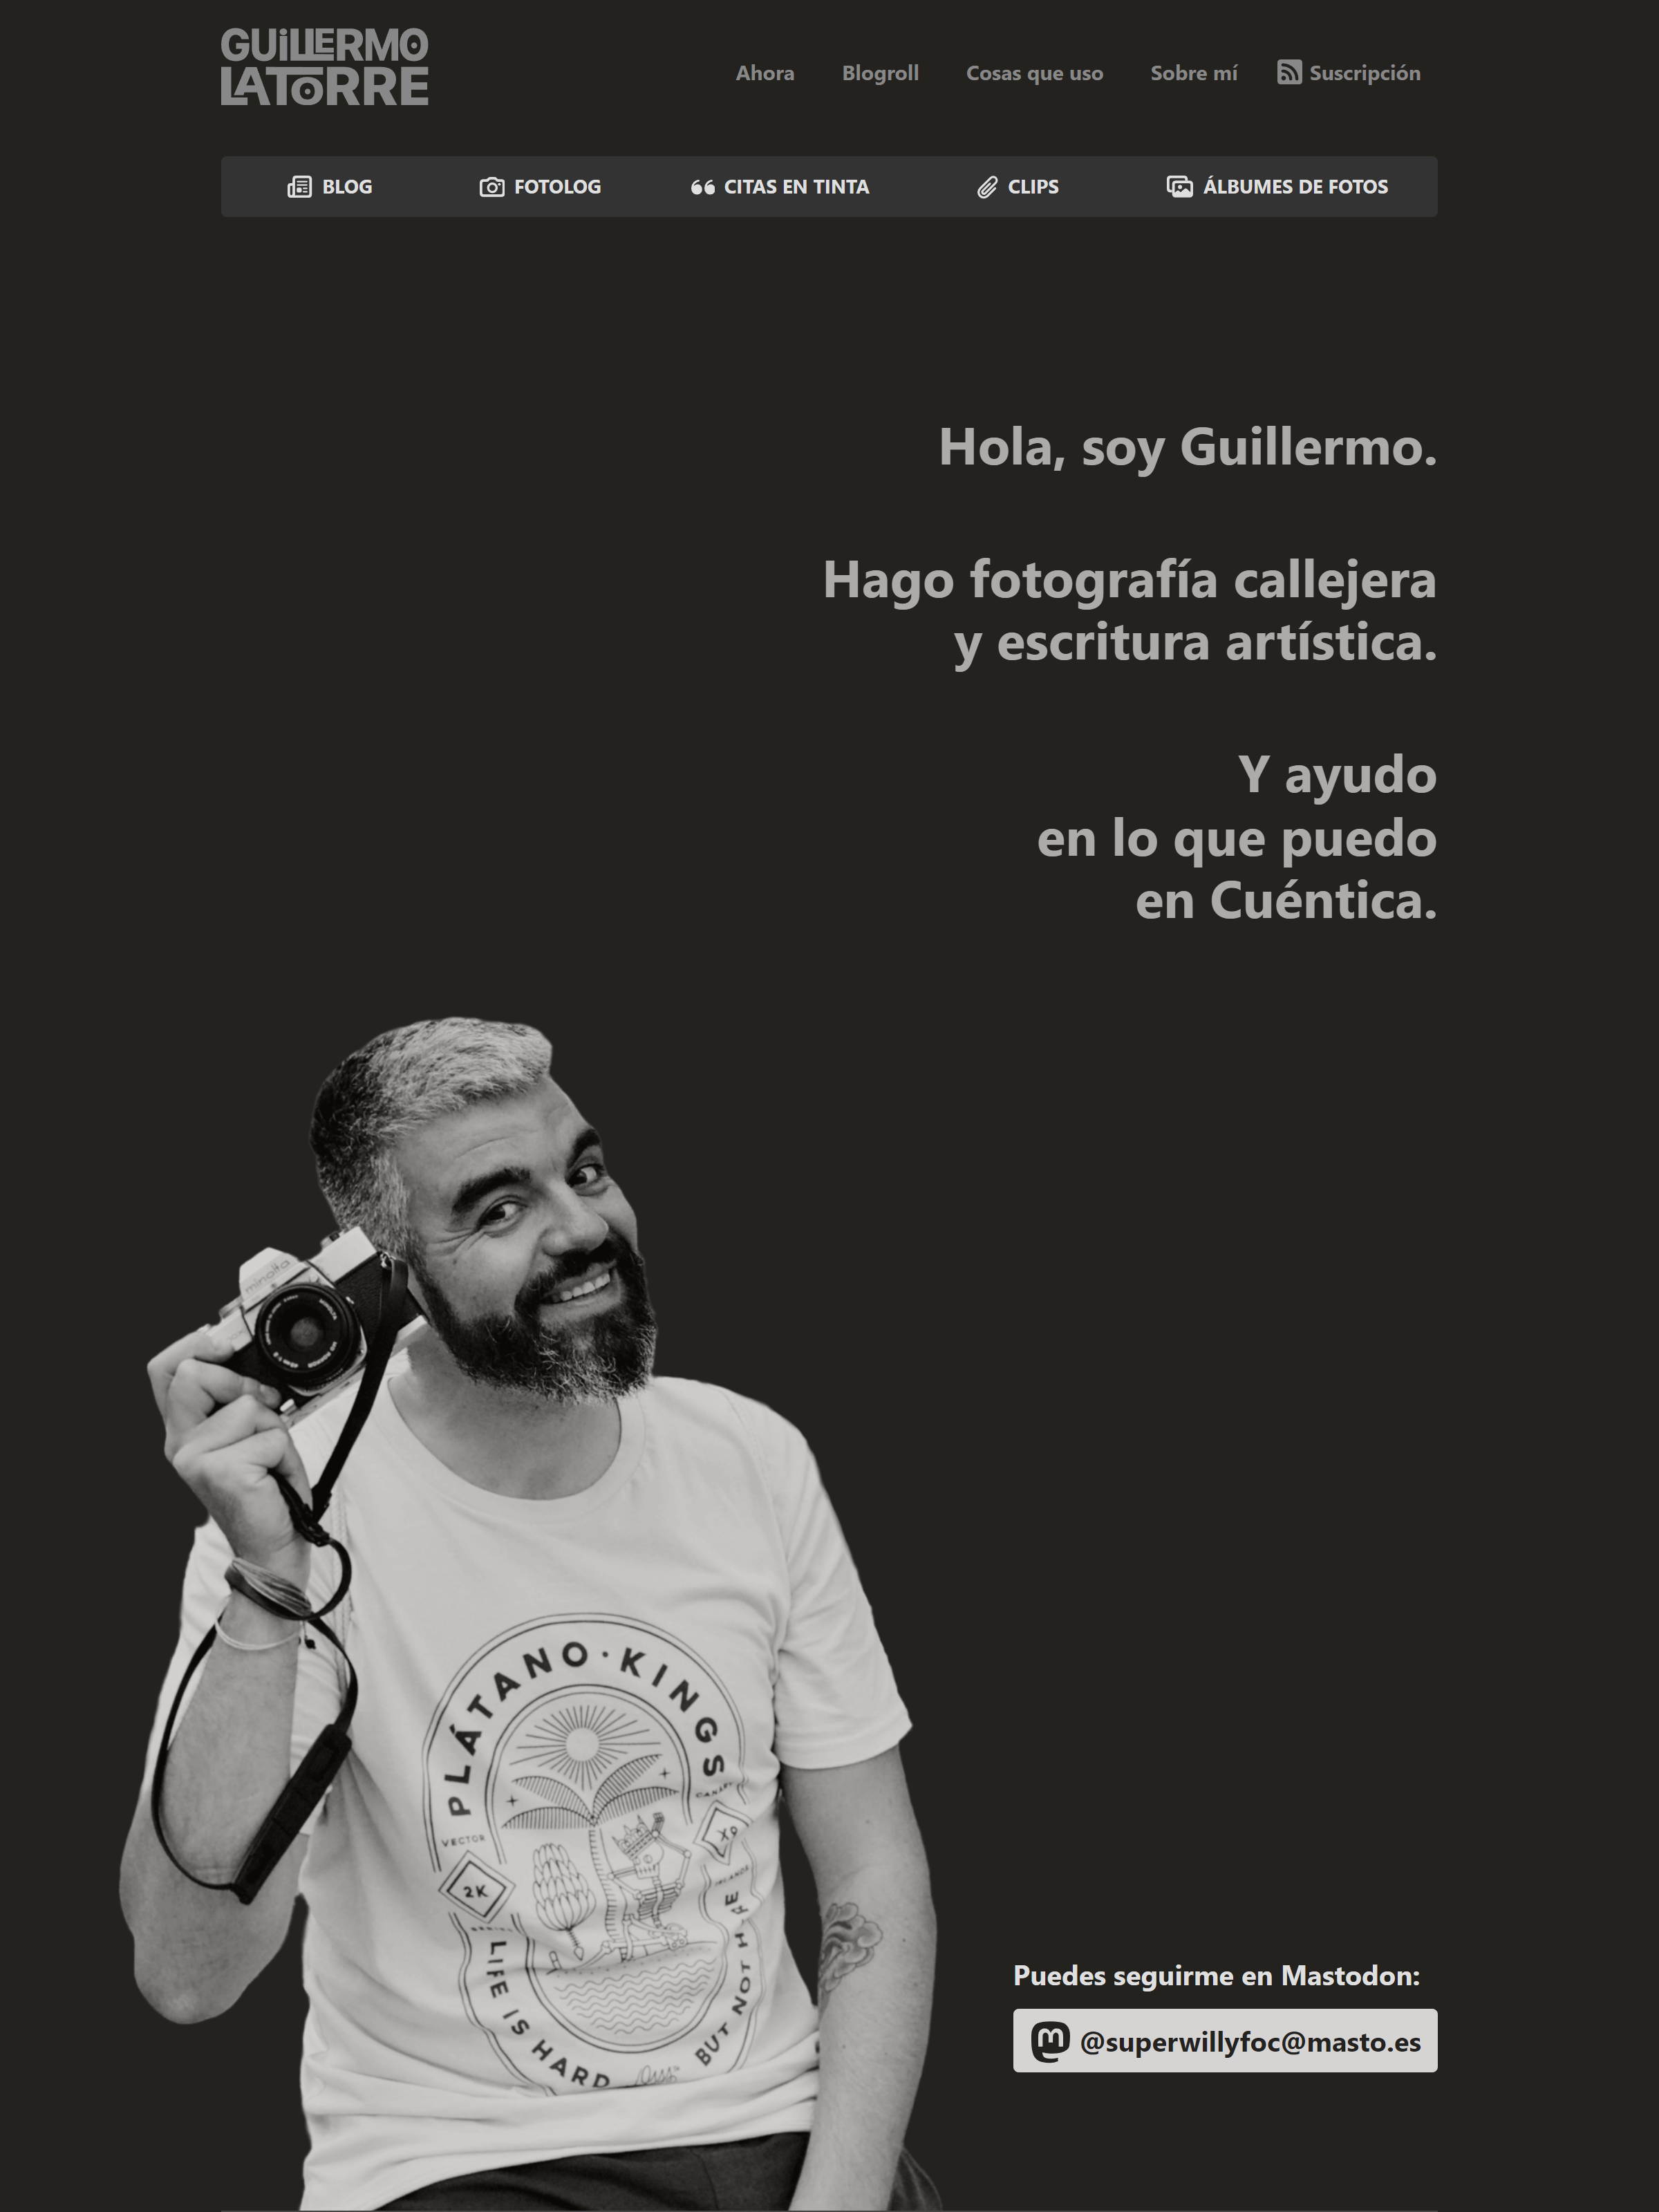 GUiLLERMO
LATORRE
Ahora
Blogroll
Cosas que uso
Sobre mí
Suscripción
BLOG
FOTOLOG
CITAS EN TINTA
CLIPS
ÁLBUMES DE FOTOS
Hola, soy Guillermo.
Hago fotografía callejera
y escritura artística.
Y ayudo
en lo que puedo
en Cuéntica.
minolta
PLÁTANO · KINGS
VECTOR
2K
XP
LIFE IS HARD
BUT NOT H
Puedes seguirme en Mastodon:
@superwillyfoc@masto.es